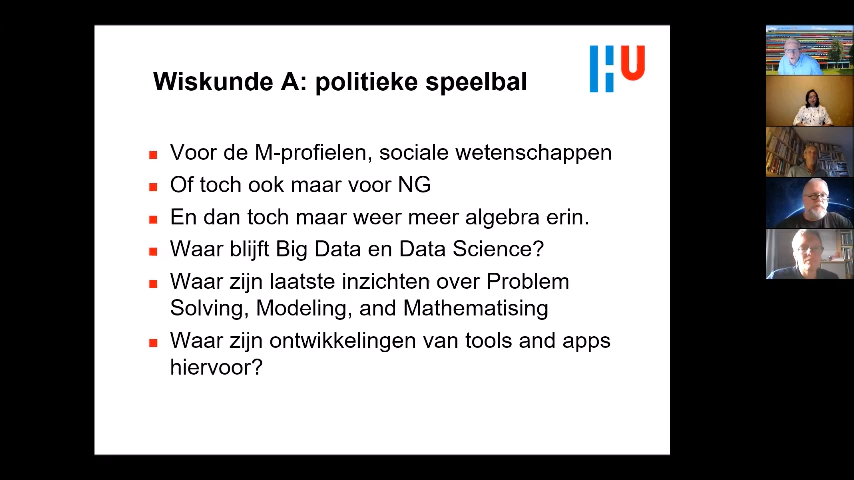 Wiskunde A: politieke speelbal
HU
Voor de M-profielen, sociale wetenschappen
Of toch ook maar voor NG
En dan toch maar weer meer algebra erin.
Waar blijft Big Data en Data Science?
Waar zijn laatste inzichten over Problem
Solving, Modeling, and Mathematising
Waar zijn ontwikkelingen van tools and apps
hiervoor?